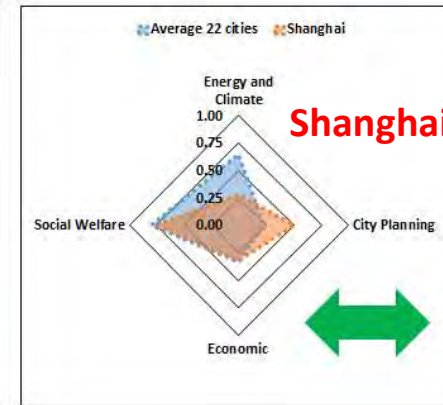 Average 22 cities Shanghai
Energy and
Climate
1.00
Shanghai
0.75
0.50
0.25
Social Welfare 0.00 City Planning
Economic